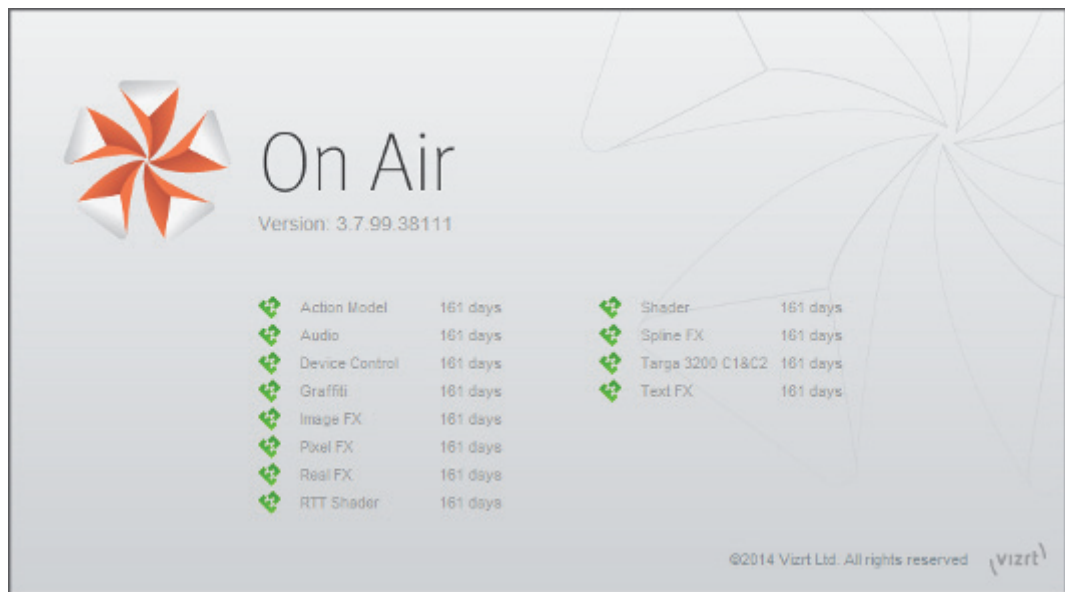 On Air
Version: 3.7.99.38111
Action Model 161 days
Audio 161 days
Device Control 161 days
Graffiti 161 days
Image FX 161 days
Pixel FX 161 days
Real FX 161 days
RTT Shader 161 days
Shader 161 days
Spline FX 161 days
Targa 3200 C1&C2 161 days
Text FX 161 days
©2014 Vizrt Ltd. All rights reserved
vizrt